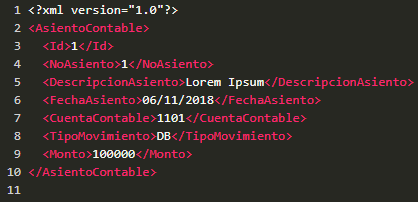 1 <?xml version="1.0"?>
2 <AsientoContable>
3 <Id>1</Id>
4 <NoAsiento>1</NoAsiento>
5 <DescripcionAsiento>Lorem Ipsum</DescripcionAsiento>
6 <FechaAsiento>06/11/2018</FechaAsiento>
7 <CuentaContable>1101</CuentaContable>
8 <TipoMovimiento>DB</TipoMovimiento>
9 <Monto>100000</Monto>
10 </AsientoContable>
11